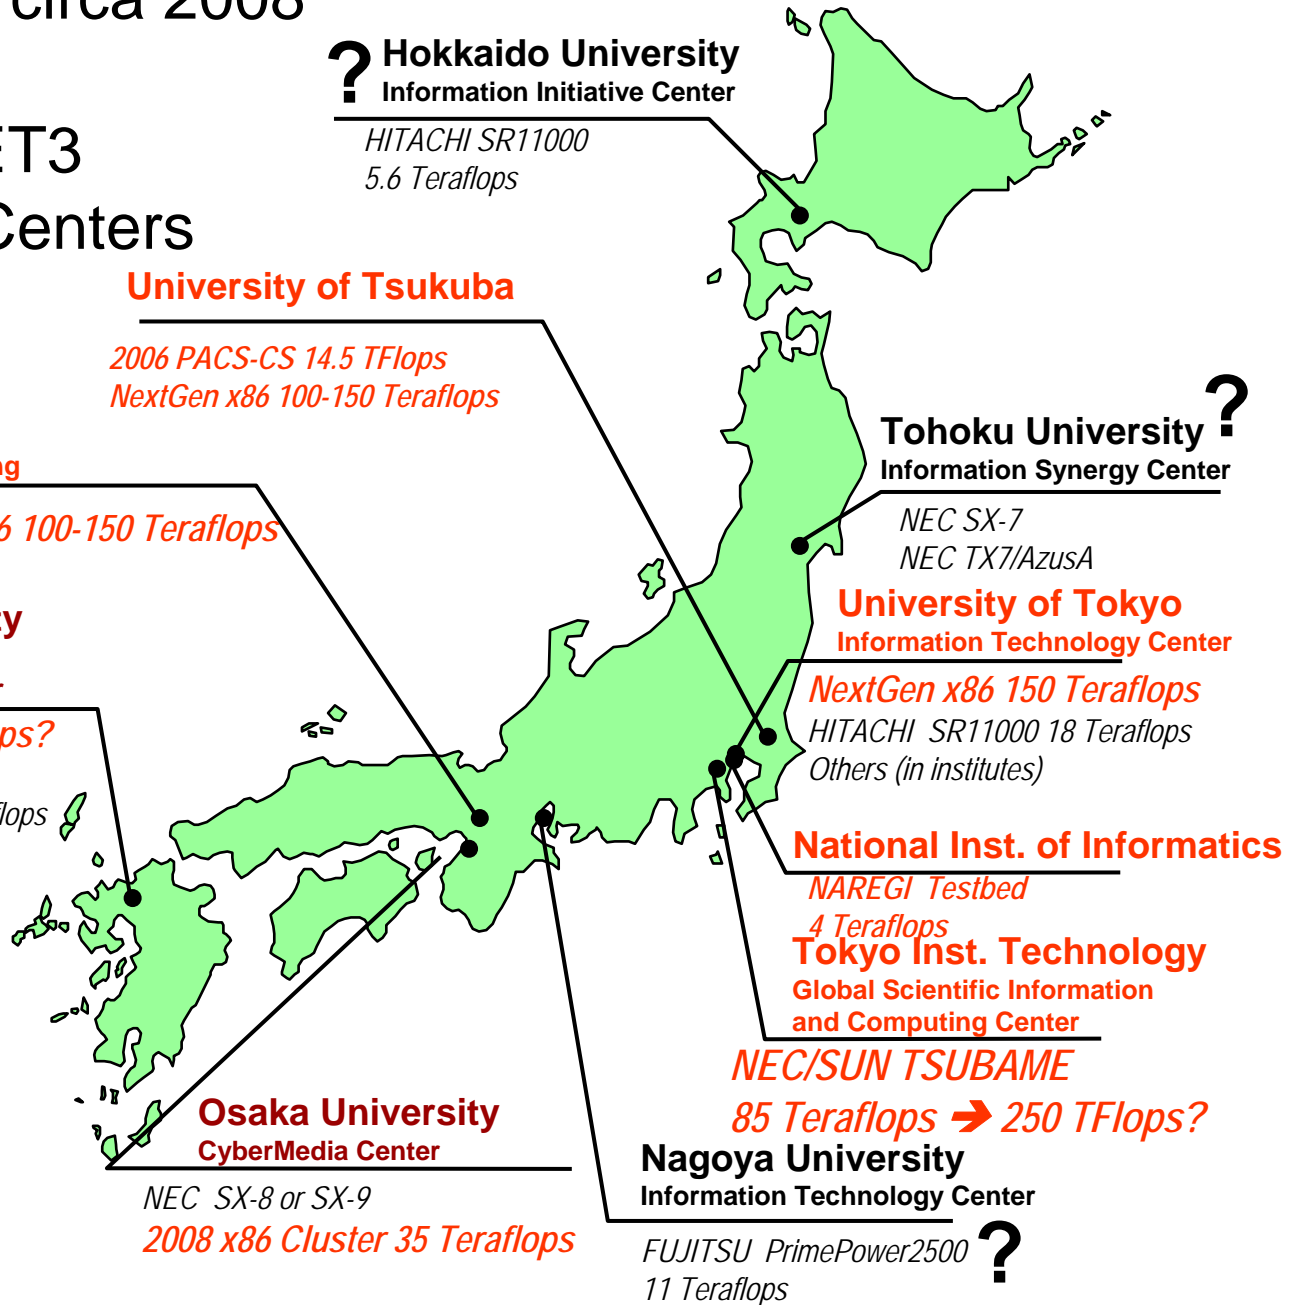 circa 2008
ET3
Centers
?
Hokkaido University
Information Initiative Center
HITACHI SR11000
5.6 Teraflops
University of Tsukuba
2006 PACS-CS 14.5 TFlops
NextGen x86 100-150 Teraflops
?
Tohoku University
Information Synergy Center
NEC SX-7
NEC TX7/AzusA
ng
6 100-150 Teraflops
ty
ps?
flops
University of Tokyo
Information Technology Center
NextGen x86 150 Teraflops
HITACHI SR11000 18 Teraflops
Others (in institutes)
National Inst. of Informatics
NAREGI Testbed
4 Teraflops
Tokyo Inst. Technology
Global Scientific Information
and Computing Center
NEC/SUN TSUBAME
85 Teraflops ➔ 250 TFlops?
Osaka University
CyberMedia Center
NEC SX-8 or SX-9
2008 x86 Cluster 35 Teraflops
Nagoya University
Information Technology Center
FUJITSU PrimePower2500
11 Teraflops
?